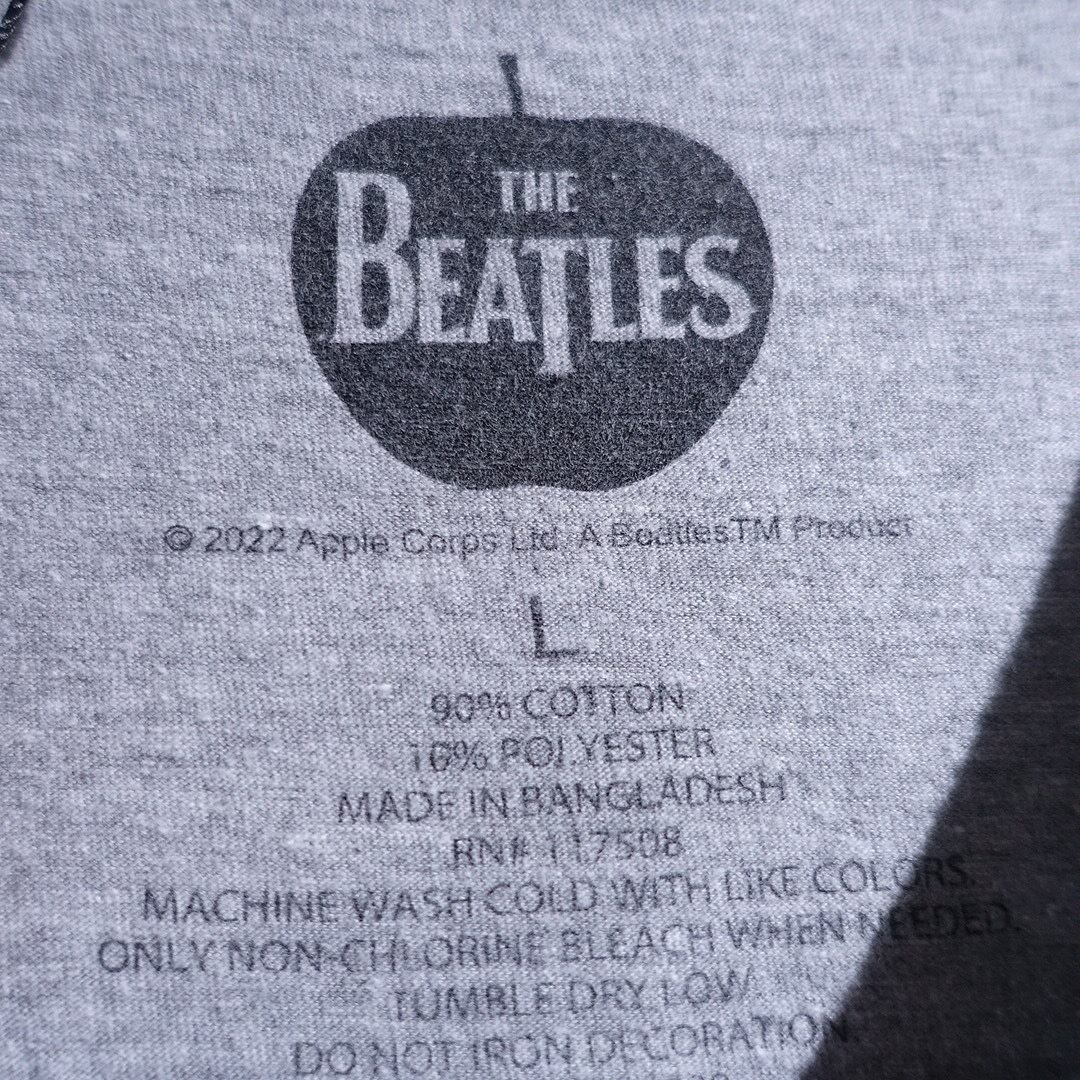 THE
BEATLES
© 2022 Apple Corps Ltd. A BeatlesTM Product
L
90% COTTON
10% POLYESTER
MADE IN BANGLADESH
RN# 117508
MACHINE WASH COLD WITH LIKE COLORS.
ONLY NON-CHLORINE BLEACH WHEN NEEDED.
TUMBLE DRY LOW
DO NOT IRON DECORATION.